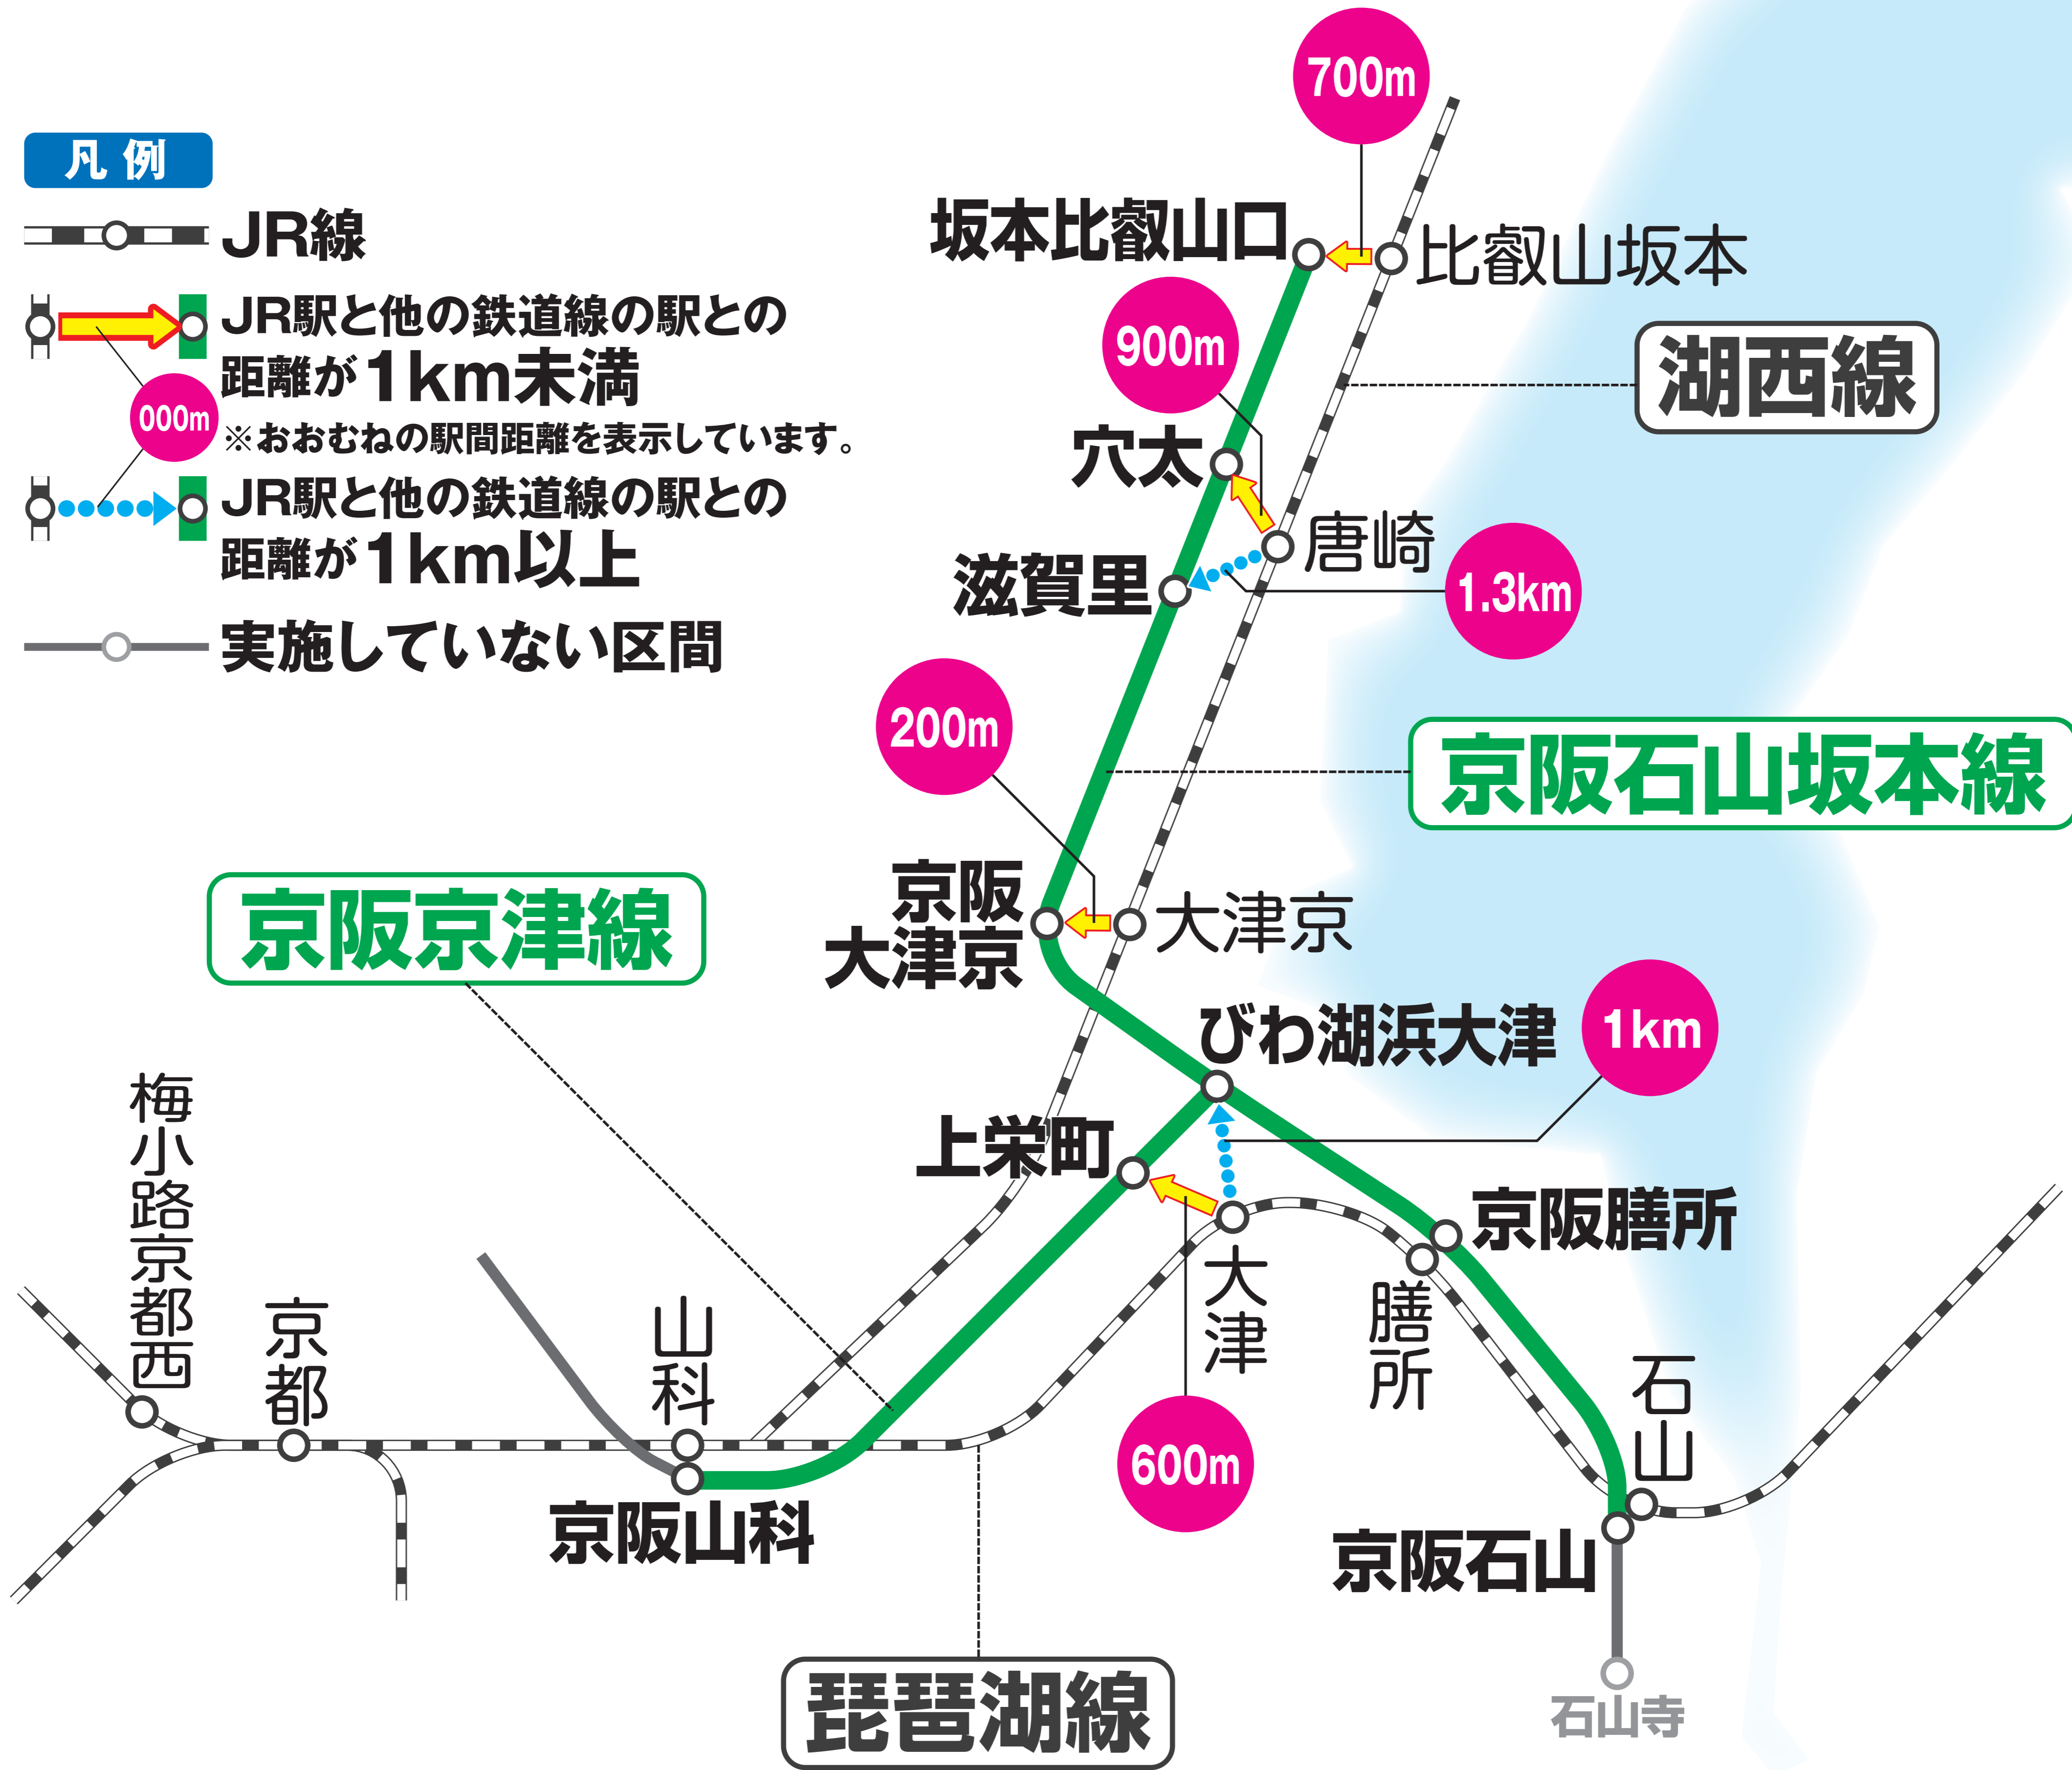 凡例
JR線
JR駅と他の鉄道線の駅との
距離が1km未満
※おおむねの駅間距離を表示しています。
000m
JR駅と他の鉄道線の駅との
距離が1km以上
実施していない区間
700m
坂本比叡山口
比叡山坂本
900m
湖西線
穴太
唐崎
滋賀里
1.3km
200m
京阪石山坂本線
京阪
大津京
大津京
京阪京津線
びわ湖浜大津
1km
上栄町
梅小路京都西
京都
山科
大津
京阪膳所
膳所
石山
600m
京阪山科
京阪石山
琵琶湖線
石山寺